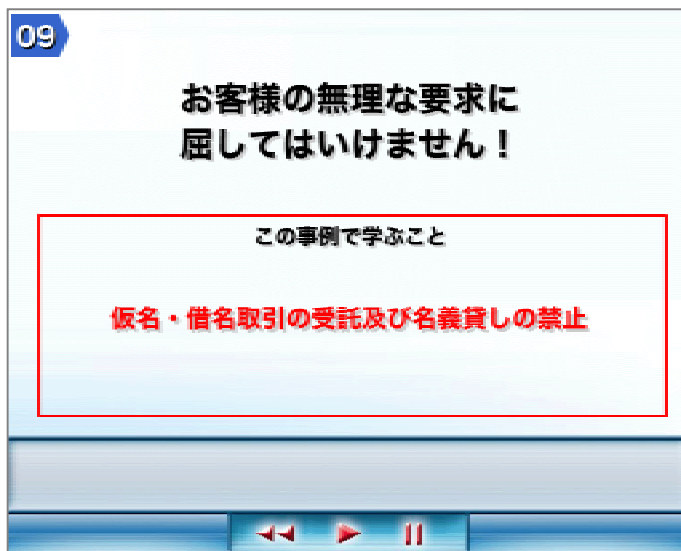 09
お客様の無理な要求に
屈してはいけません！
この事例で学ぶこと
仮名・借名取引の受託及び名義貸しの禁止